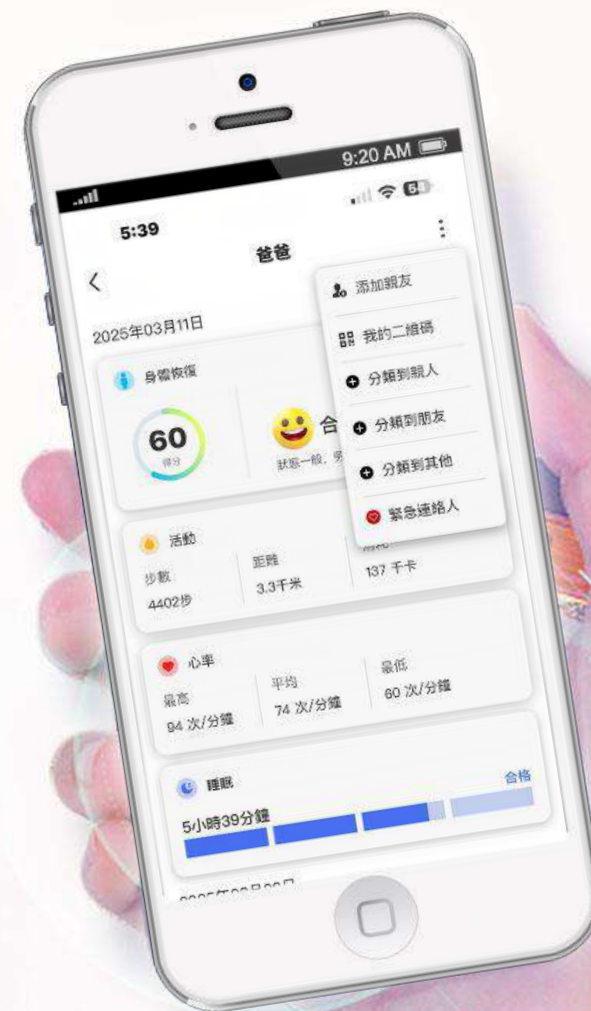 9:20 AM
5:39
54
爸爸
2025年03月11日
添加親友
我的二維碼
分類到親人
分類到朋友
分類到其他
緊急連絡人
身體恢復
60
得分
合
狀態一般,
活動
步數
4402步
距離
3.3千米
137 千卡
心率
最高
94 次/分鐘
平均
74 次/分鐘
最低
60 次/分鐘
睡眠
5小時39分鐘
合格